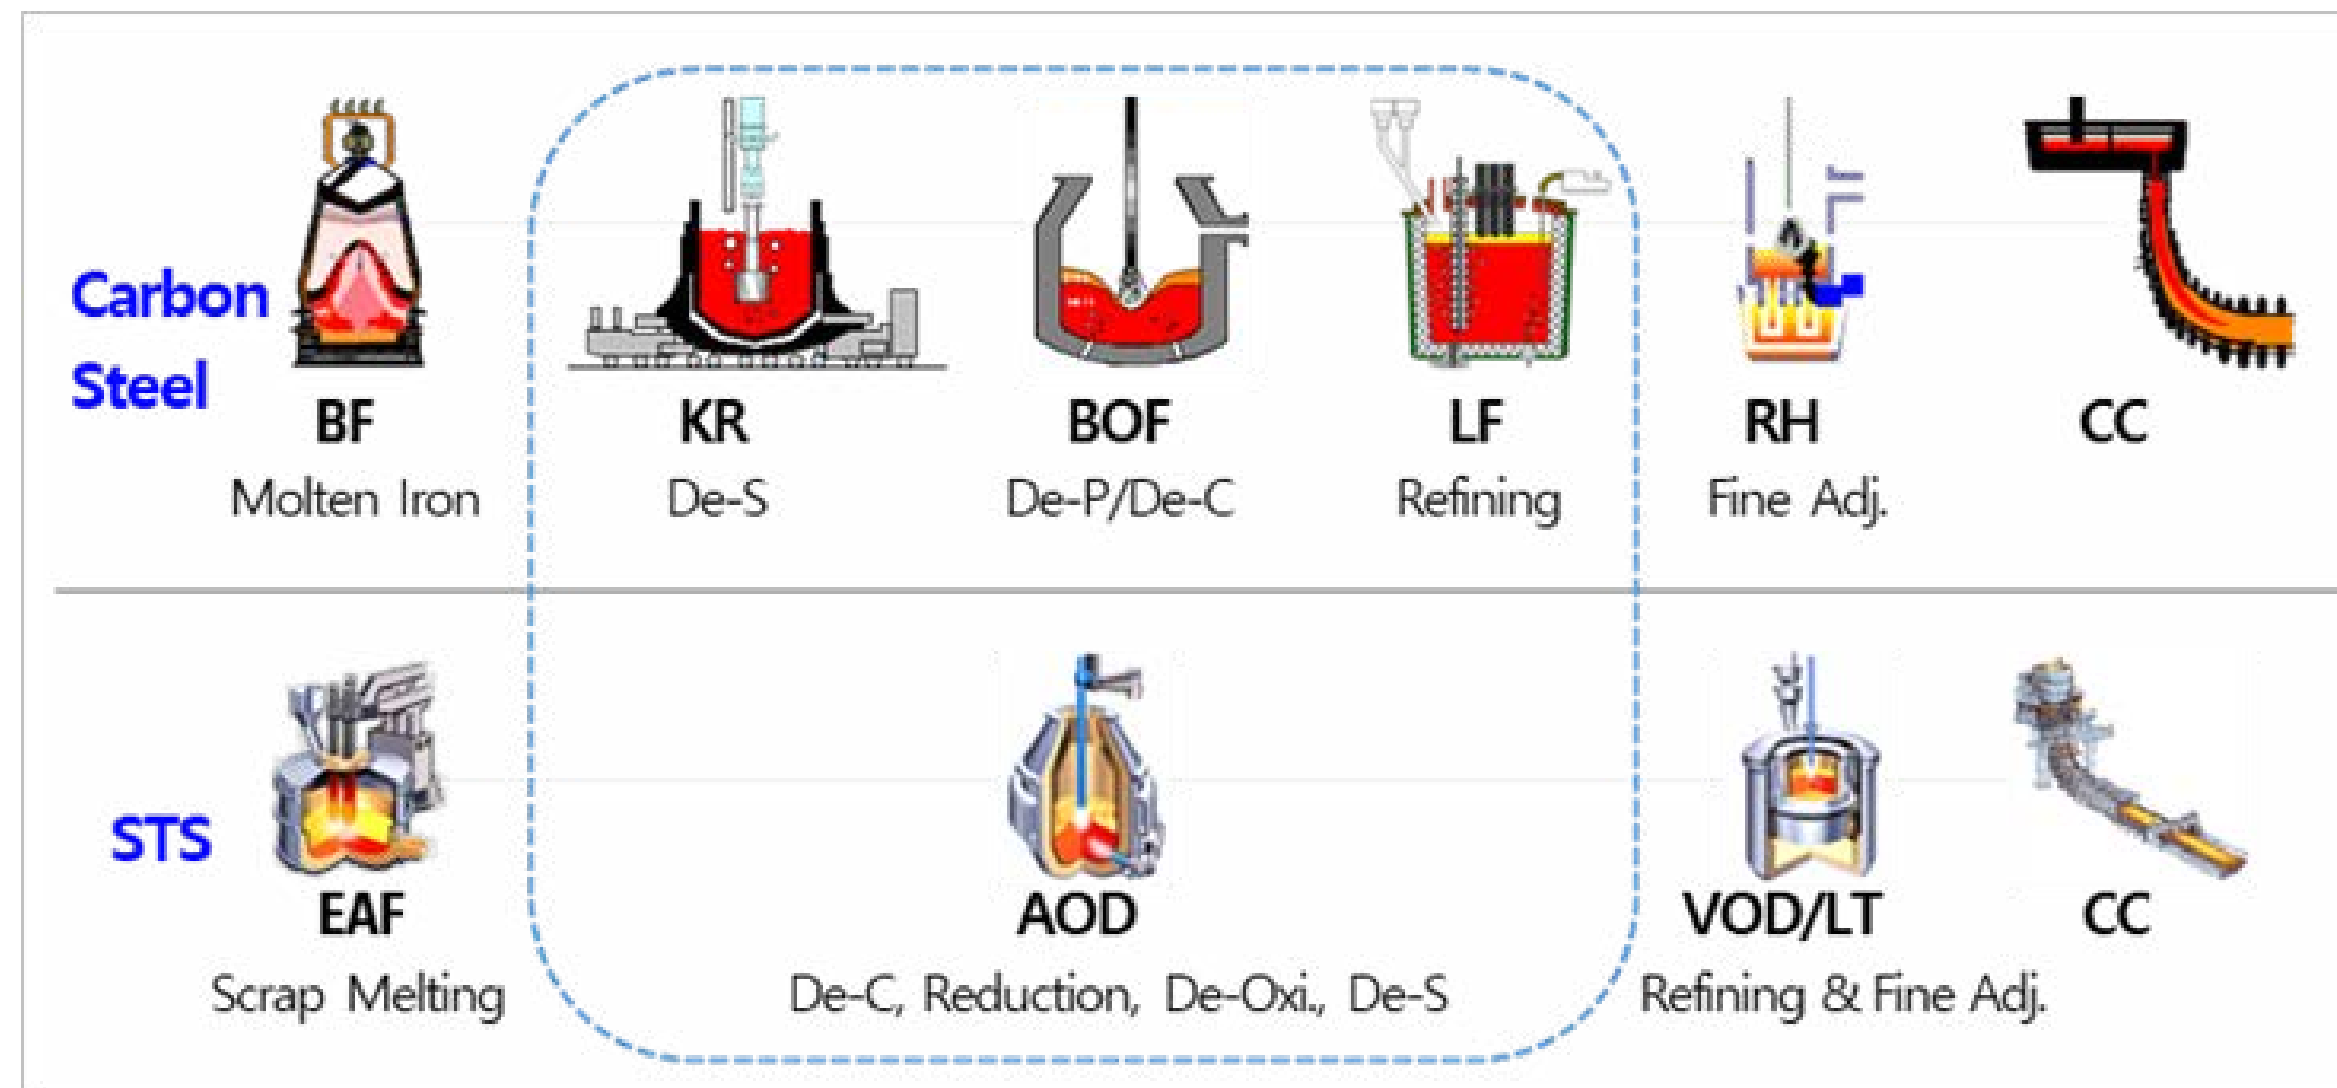 Carbon
Steel
BF KR BOF LF RH CC
Molten Iron De-S De-P/De-C Refining Fine Adj.
STS
EAF AOD VOD/LT CC
Scrap Melting De-C, Reduction, De-Oxi., De-S Refining & Fine Adj.